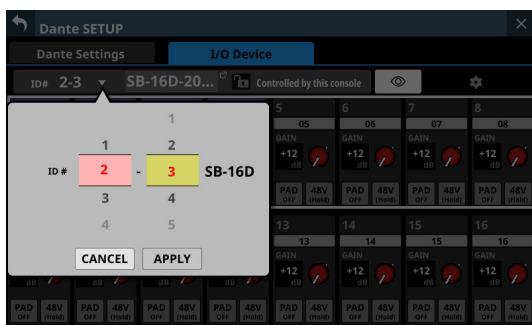 Dante SETUP
Dante Settings I/O Device
ID# 2-3 SB-16D-20... Controlled by this console
1
1 2
ID # 2 - 3 SB-16D
3 4
4 5
CANCEL APPLY
5 6 7 8
05 06 07 08
GAIN GAIN GAIN GAIN
+12 +12 +12 +12
dB dB dB dB
PAD OFF 48V (Hold) PAD OFF 48V (Hold) PAD OFF 48V (Hold) PAD OFF 48V (Hold)
13 14 15 16
13 14 15 16
GAIN GAIN GAIN GAIN
+12 +12 +12 +12
dB dB dB dB dB dB dB dB
PAD OFF 48V (Hold) PAD OFF 48V (Hold) PAD OFF 48V (Hold) PAD OFF 48V (Hold) PAD OFF 48V (Hold) PAD OFF 48V (Hold) PAD OFF 48V (Hold) PAD OFF 48V (Hold)